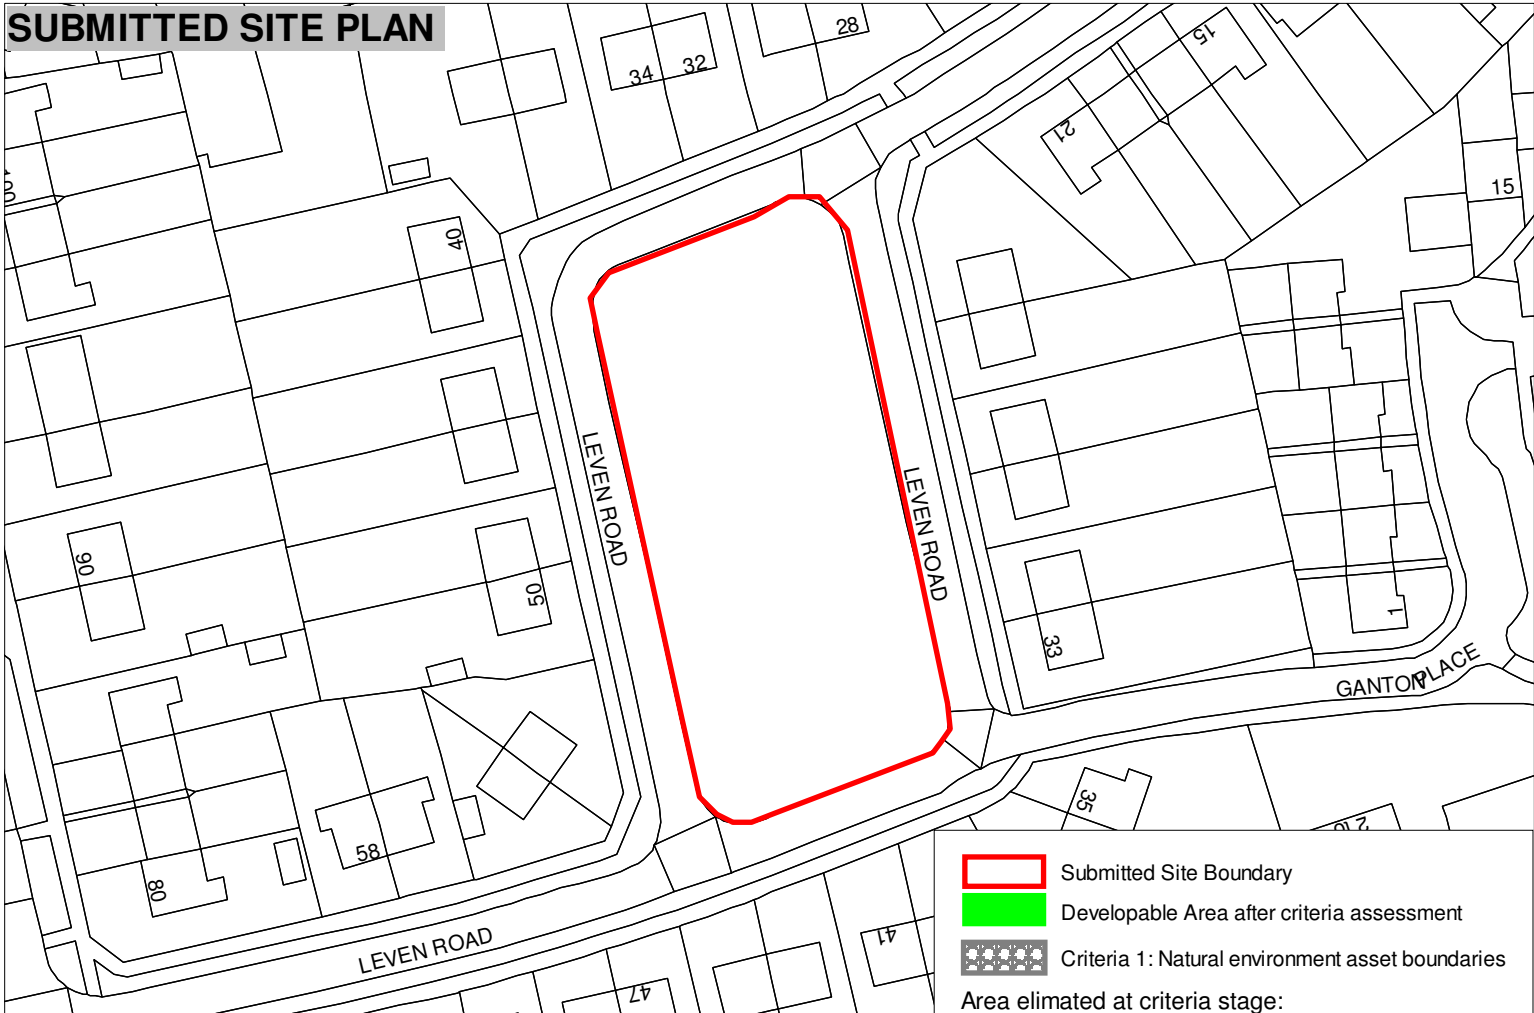 SUBMITTED SITE PLAN
28
34
32
15
21
15
40
90
50
33
1
LEVEN ROAD
LEVEN ROAD
GANTON PLACE
58
80
35
LEVEN ROAD
41
47
Submitted Site Boundary
Developable Area after criteria assessment
Criteria 1: Natural environment asset boundaries
Area elimated at criteria stage: